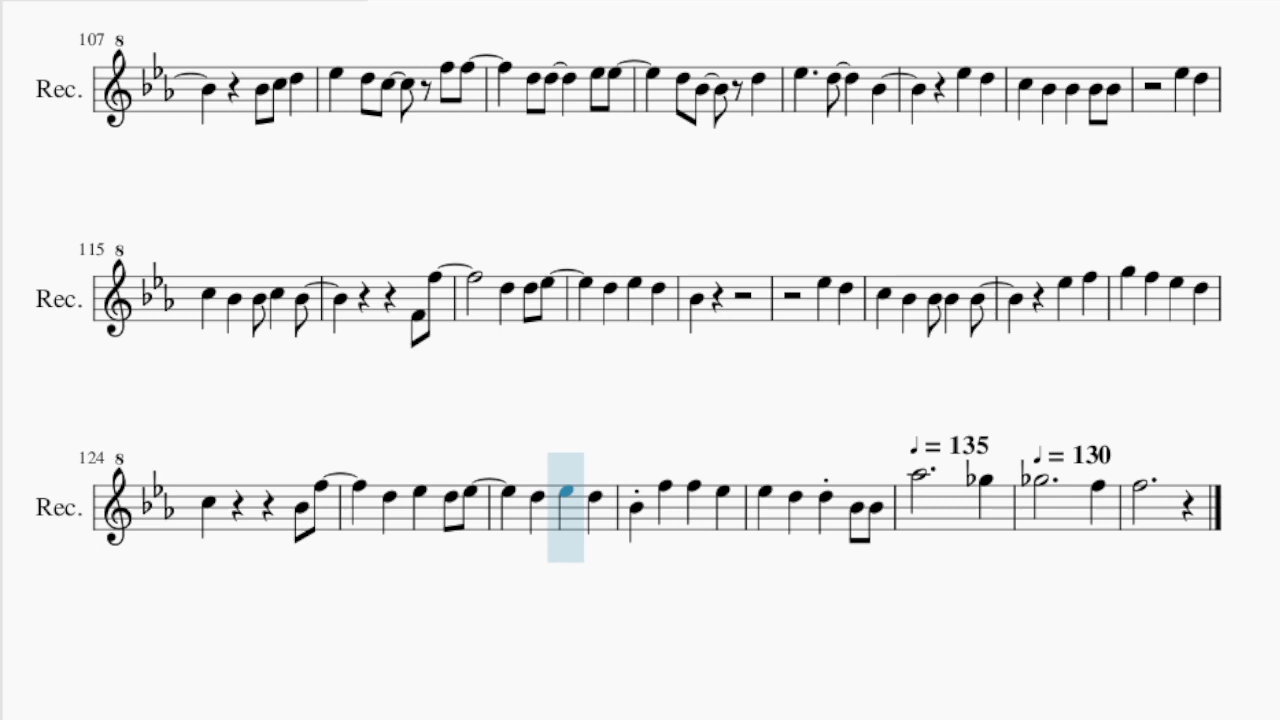 107 8
Rec.
115 8
Rec.
♩ = 135
♩ = 130
124 8
Rec.